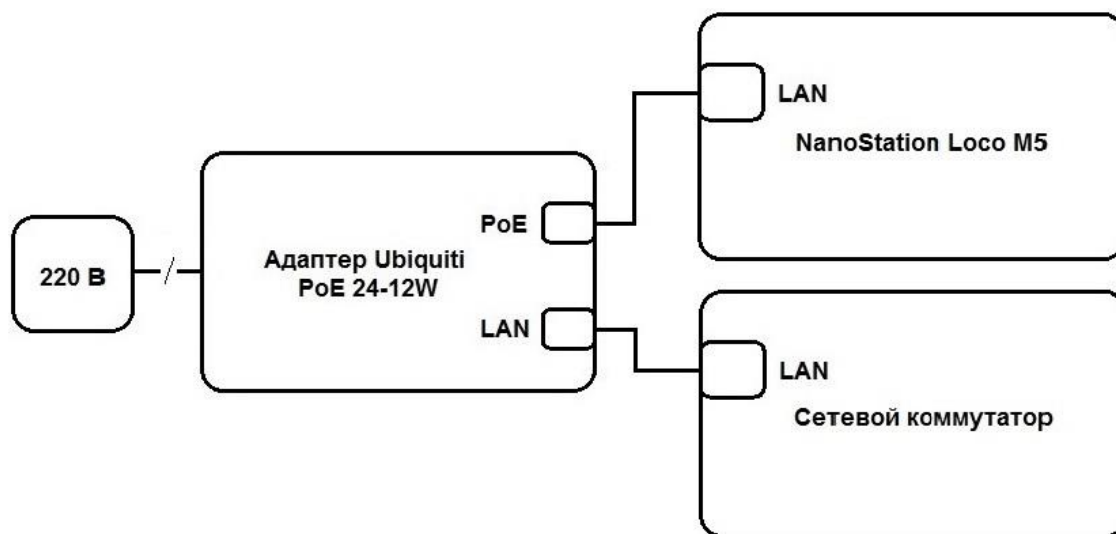 LAN
NanoStation Loco M5
220 В
Адаптер Ubiquiti
PoE 24-12W
PoE
LAN
LAN
Сетевой коммутатор